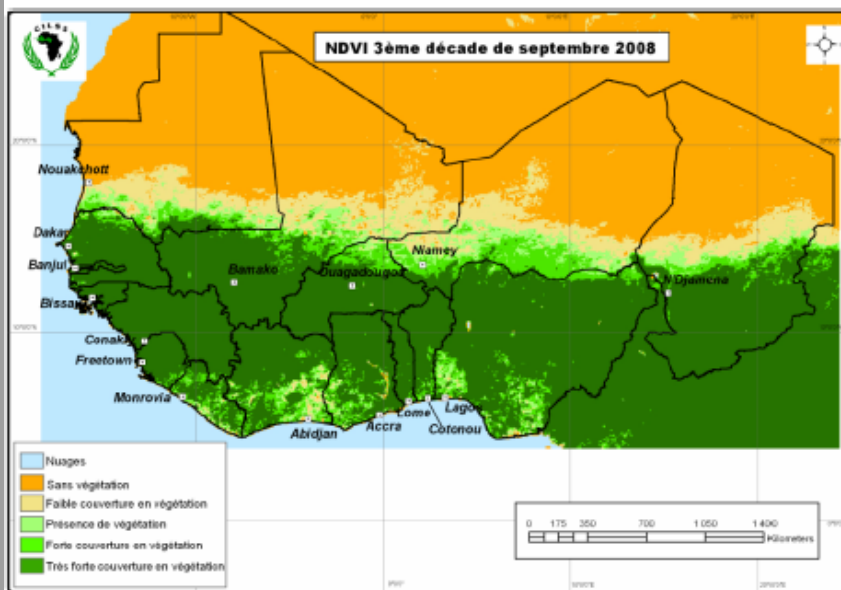 CILSS
NDVI 3ème décade de septembre 2008
Nouakchott
Dakar
Banjul
Bissau
Conakry
Freetown
Monrovia
Bamako
Ouagadougou
Niamey
N'Djamena
Abidjan
Accra
Lome
Cotonou
Lagos
Nuages
Sans végétation
Faible couverture en végétation
Présence de végétation
Forte couverture en végétation
Très forte couverture en végétation
0 175 350 700 1 050 1 400
Kilometers